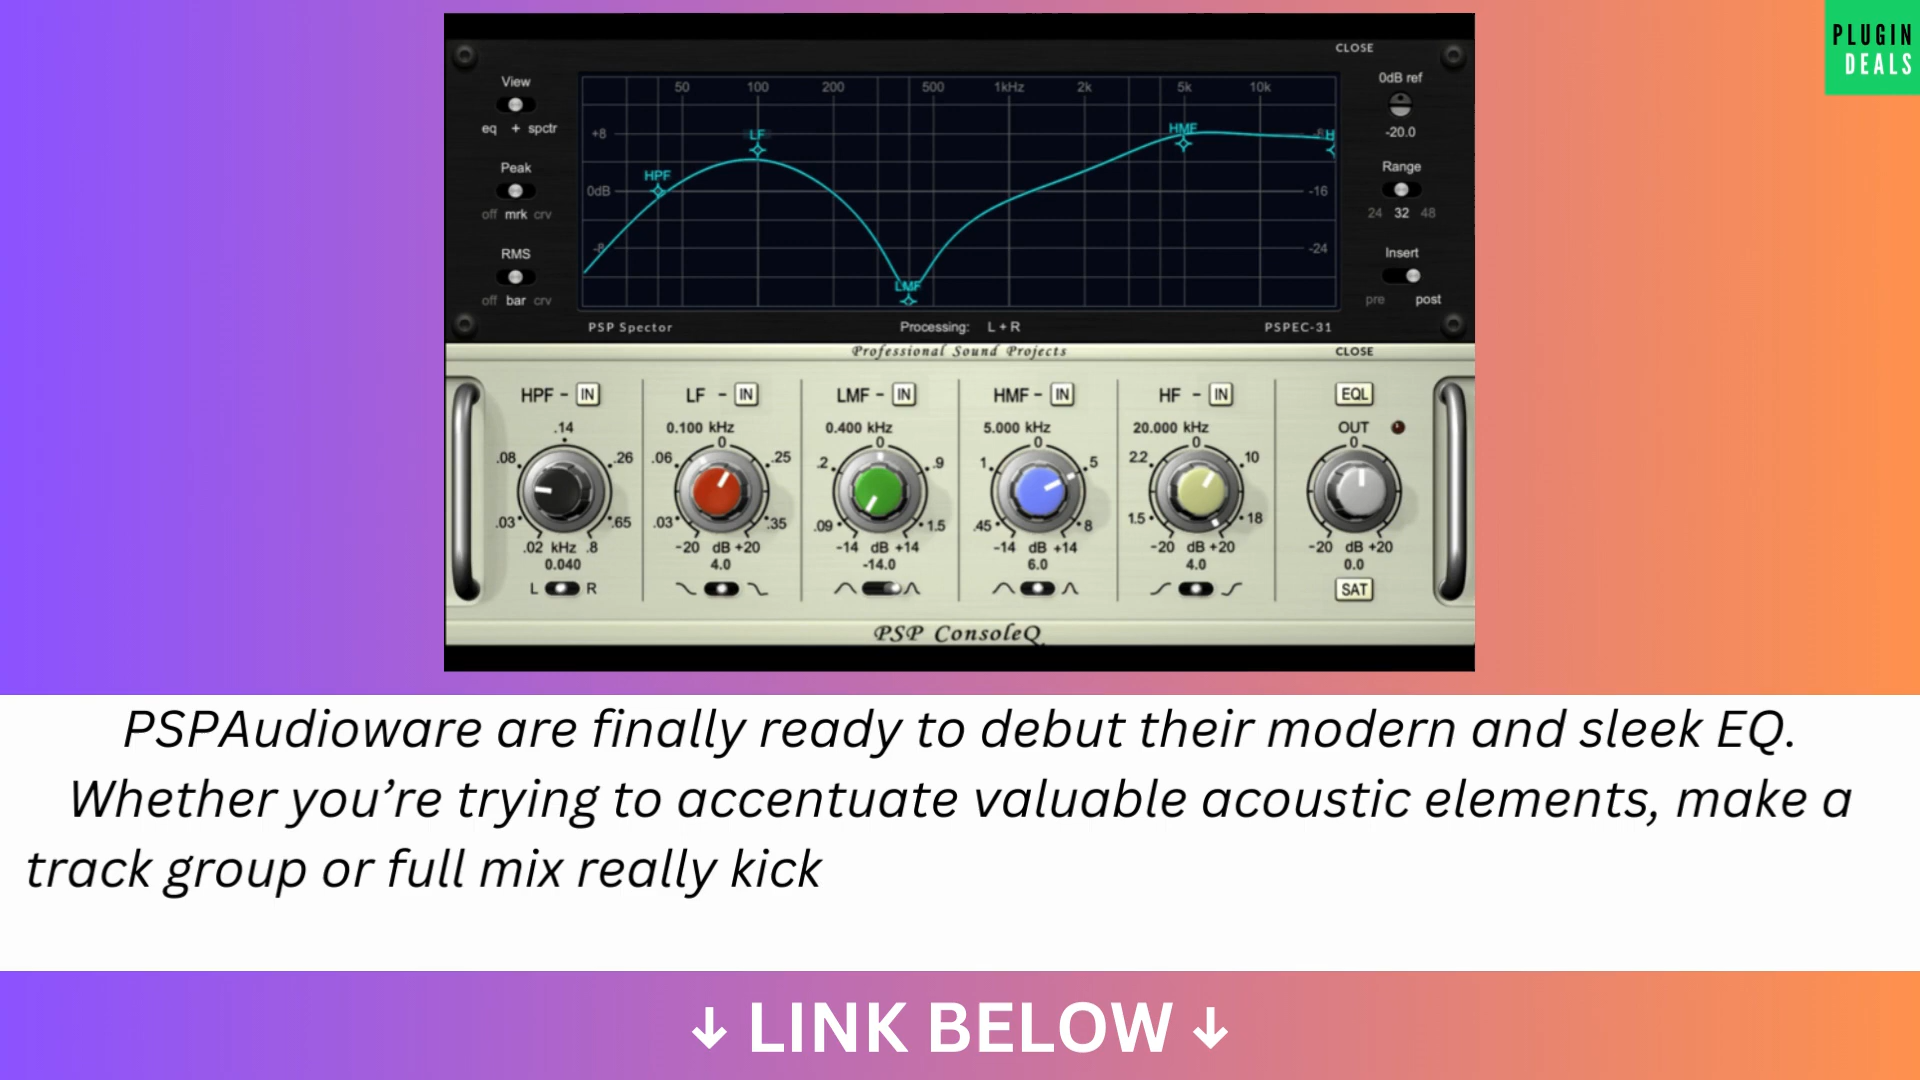 PLUGIN
DEALS
CLOSE
View
eq + spctr
Peak
off mrk crv
RMS
off bar crv
50 100 200 500 1kHz 2k 5k 10k
+8
0dB
-8
-16
-24
HPF
LF
LMF
HMF
0dB ref
-20.0
Range
24 32 48
Insert
pre post
PSP Spector Processing: L + R PSPEC-31
Professional Sound Projects CLOSE
HPF - IN LF - IN LMF - IN HMF - IN HF - IN EQL
.14 0.100 kHz 0.400 kHz 5.000 kHz 20.000 kHz OUT
0 0 0 0 0
.08 .26 .06 .25 .2 .9 1 5 2.2 10
.03 .65 .03 .35 .09 1.5 .45 8 1.5 18
.02 kHz .8 -20 dB +20 -14 dB +14 -14 dB +14 -20 dB +20 -20 dB +20
0.040 4.0 -14.0 6.0 4.0 0.0
L R SAT
PSP ConsoleQ
PSPAudioware are finally ready to debut their modern and sleek EQ.
Whether you’re trying to accentuate valuable acoustic elements, make a
track group or full mix really kick
↓ LINK BELOW ↓